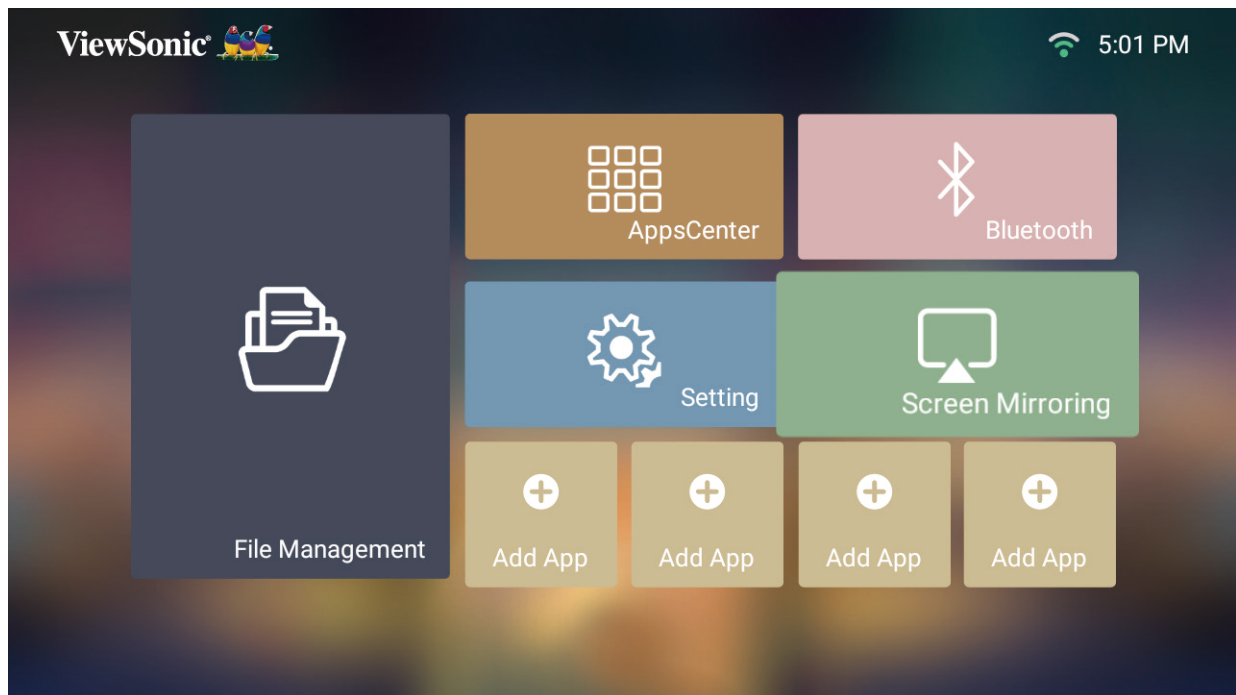 ViewSonic®
5:01 PM
AppsCenter
Bluetooth
Setting
Screen Mirroring
File Management
Add App
Add App
Add App
Add App